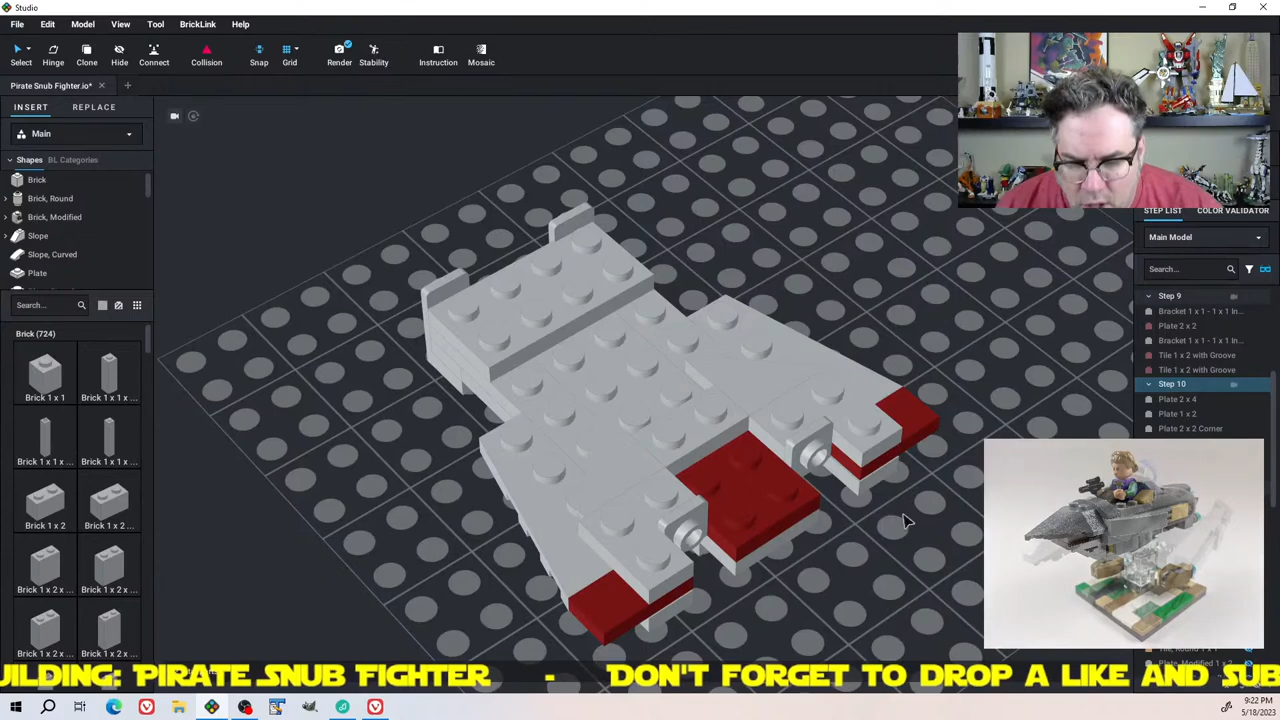 Studio
File Edit Model View Tool BrickLink Help
Select Hinge Clone Hide Connect Collision Snap Grid Render Stability Instruction Mosaic
Pirate Snub Fighter.io*
INSERT REPLACE
Main
Shapes BL Categories
Brick
Brick, Round
Brick, Modified
Slope
Slope, Curved
Plate
Search...
Brick (724)
Brick 1 x 1 Brick 1 x 1 x ...
Brick 1 x 1 x ... Brick 1 x 1 x ...
Brick 1 x 2 Brick 1 x 2 x ...
Brick 1 x 2 x ... Brick 1 x 2 x ...
Brick 1 x 2 x ... Brick 1 x 2 x ...
STEP LIST COLOR VALIDATOR
Main Model
Search...
Step 9
Bracket 1 x 1 - 1 x 1 In...
Plate 2 x 2
Bracket 1 x 1 - 1 x 1 In...
Tile 1 x 2 with Groove
Tile 1 x 2 with Groove
Step 10
Plate 2 x 4
Plate 1 x 2
Plate 2 x 2 Corner
Plate, Modified 1 x 2
UILDING: PIRATE SNUB FIGHTER - DON'T FORGET TO DROP A LIKE AND SUB
9:22 PM
5/18/2023